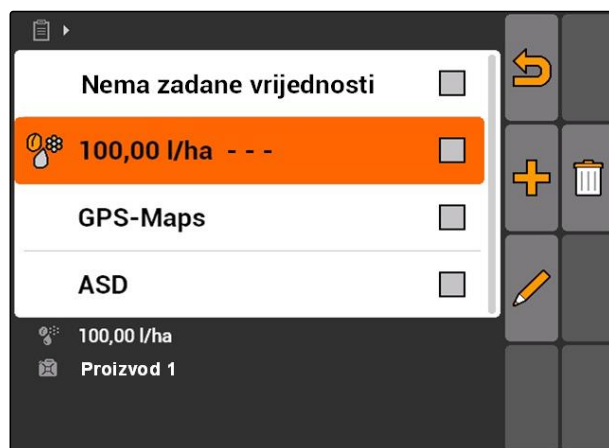 Nema zadane vrijednosti
100,00 l/ha - - -
GPS-Maps
ASD
100,00 l/ha
Proizvod 1